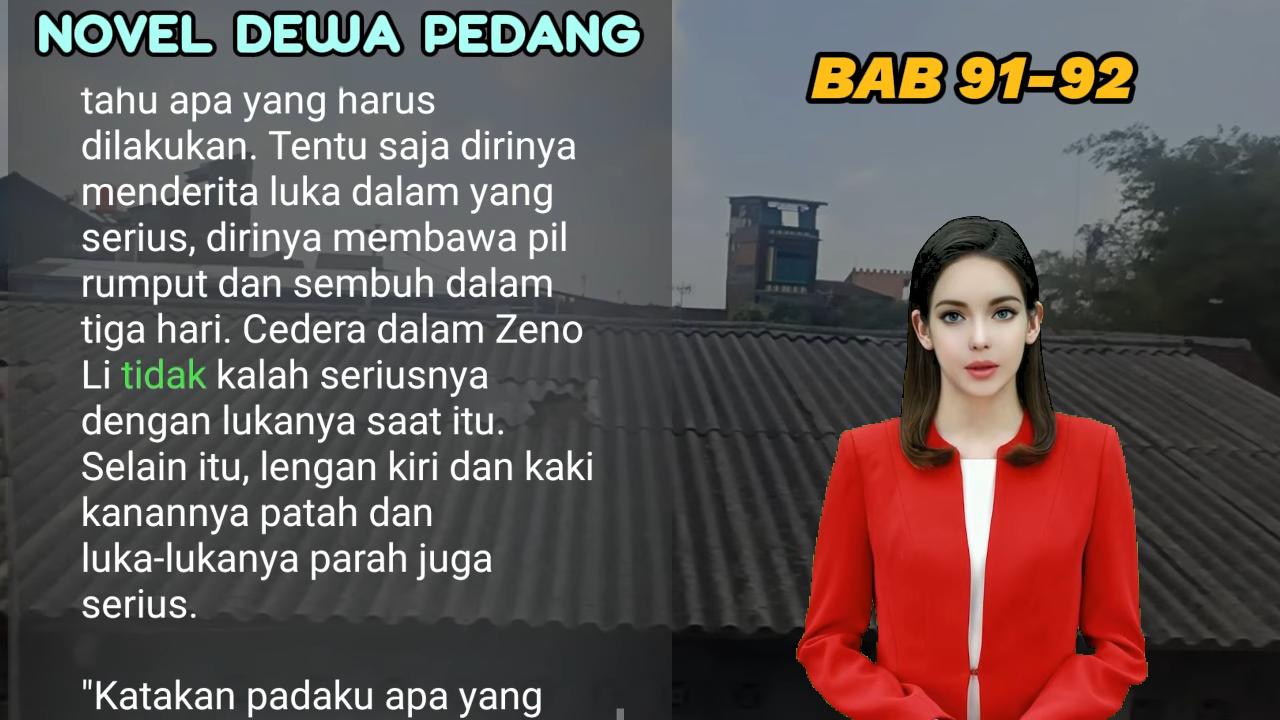 NOVEL DEWA PEDANG
BAB 91-92
tahu apa yang harus
dilakukan. Tentu saja dirinya
menderita luka dalam yang
serius, dirinya membawa pil
rumput dan sembuh dalam
tiga hari. Cedera dalam Zeno
Li tidak kalah seriusnya
dengan lukanya saat itu.
Selain itu, lengan kiri dan kaki
kanannya patah dan
luka-lukanya parah juga
serius.
"Katakan padaku apa yang